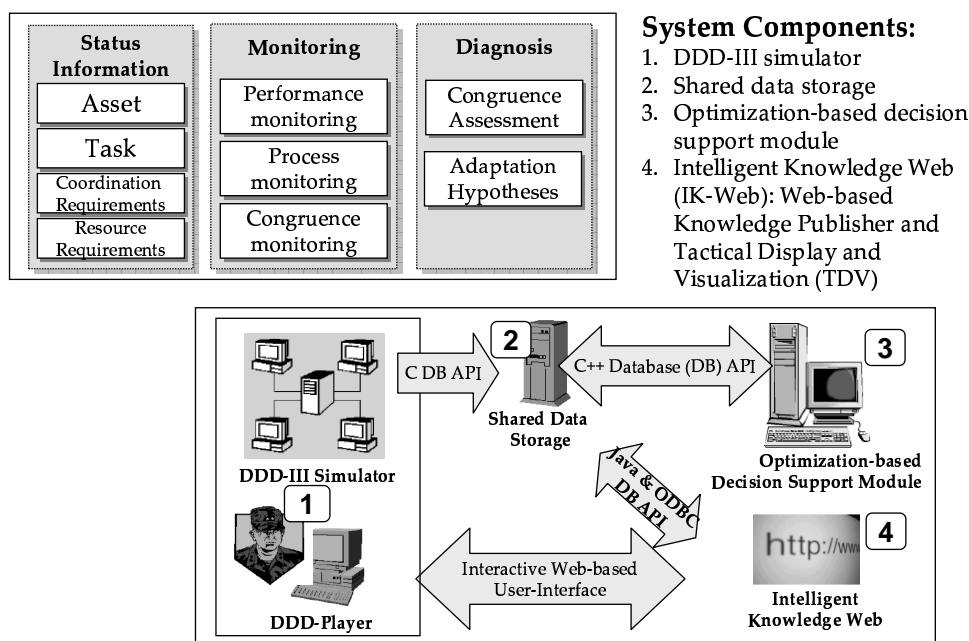 Status
Information
Asset
Task
Coordination
Requirements
Resource
Requirements
Monitoring
Performance
monitoring
Process
monitoring
Congruence
monitoring
Diagnosis
Congruence
Assessment
Adaptation
Hypotheses
System Components:
1. DDD-III simulator
2. Shared data storage
3. Optimization-based decision
support module
4. Intelligent Knowledge Web
(IK-Web): Web-based
Knowledge Publisher and
Tactical Display and
Visualization (TDV)
DDD-III Simulator
1
DDD-Player
C DB API
2
Shared Data
Storage
C++ Database (DB) API
3
Optimization-based
Decision Support Module
Java & ODBC
DB API
Interactive Web-based
User-Interface
http://www
4
Intelligent
Knowledge Web